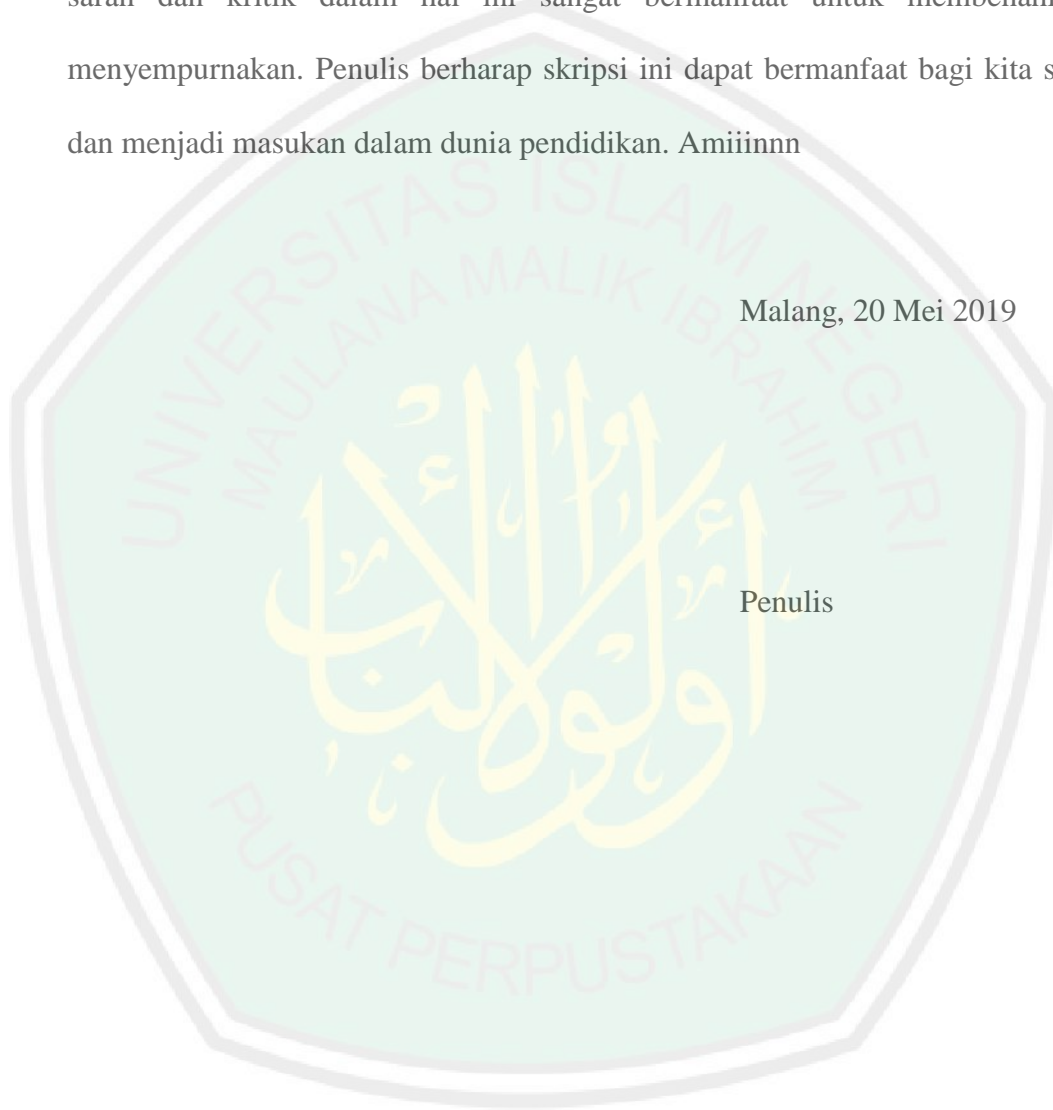 saran dan kritik dalam hal ini sangat bermanfaat untuk
menyempurnakan. Penulis berharap skripsi ini dapat bermanfaat bagi kita
dan menjadi masukan dalam dunia pendidikan. Amiiinnn
UNIVERSITAS ISLAM NEGERI
MAULANA MALIK IBRAHIM
Malang, 20 Mei 2019
أولوا الألباب
Penulis
PUSAT PERPUSTAKAAN